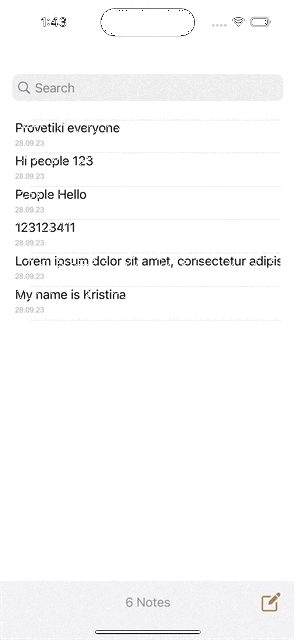 1:43
Search
Provetiki everyone
28.09.23
Hi people 123
28.09.23
People Hello
28.09.23
123123411
28.09.23
Lorem ipsum dolor sit amet, consectetur adipis
28.09.23
My name is Kristina
28.09.23
6 Notes